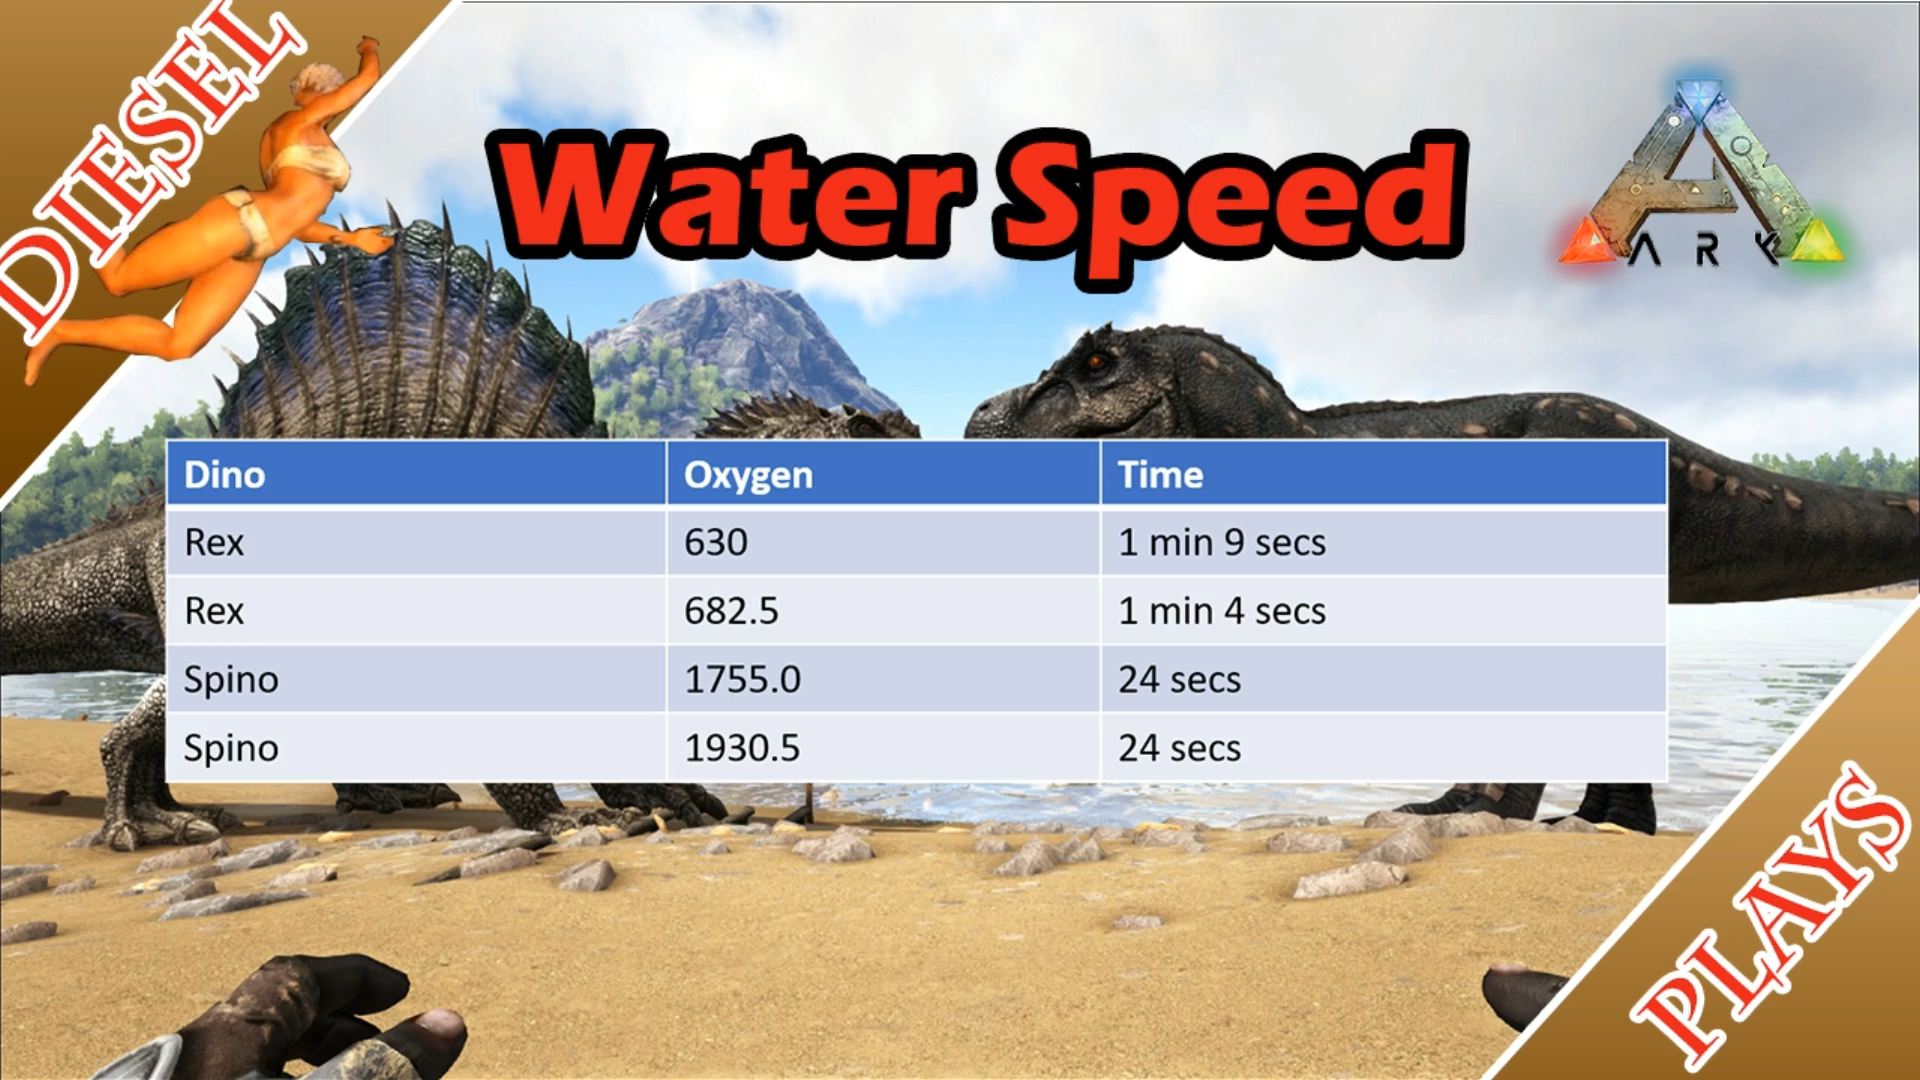 DIESEL
Water Speed
ARK
Dino Oxygen Time
Rex 630 1 min 9 secs
Rex 682.5 1 min 4 secs
Spino 1755.0 24 secs
Spino 1930.5 24 secs
PLAYS